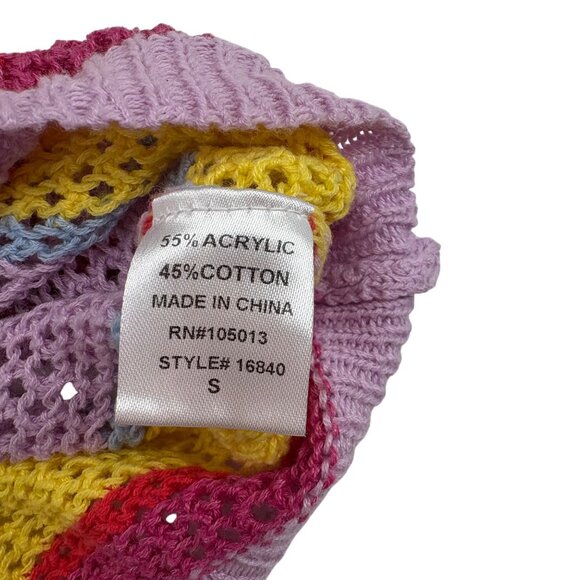 55% ACRYLIC
45%COTTON
MADE IN CHINA
RN#105013
STYLE# 16840
S